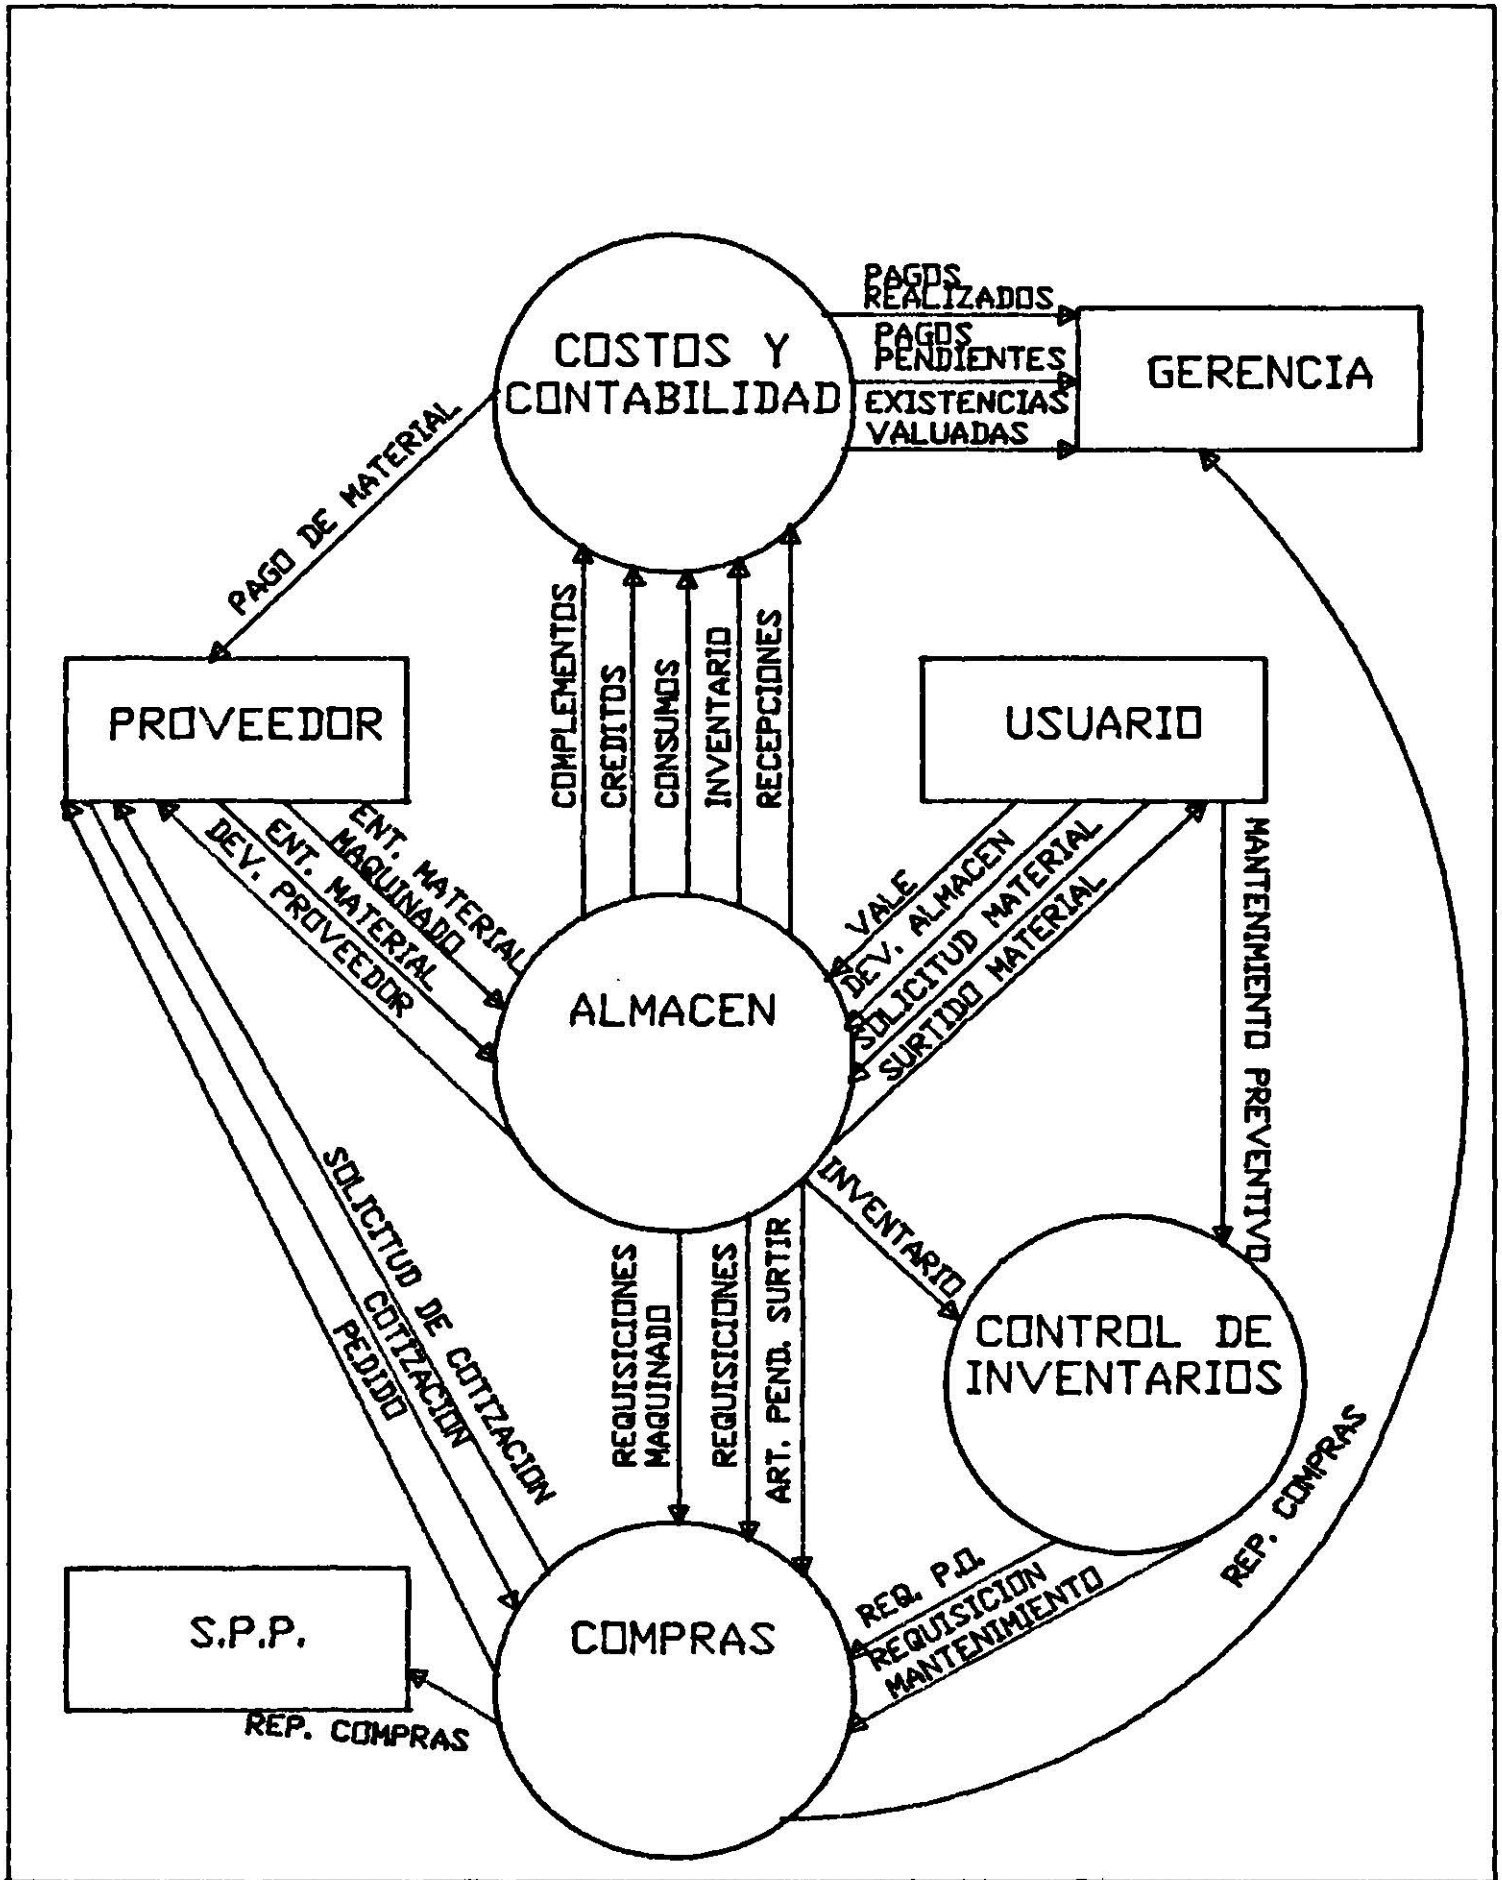 PAGOS
REALIZADOS
COSTOS Y
CONTABILIDAD
PAGOS
PENDIENTES
EXISTENCIAS
VALUADAS
GERENCIA
PAGO DE MATERIAL
COMPLEMENTOS
CREDITOS
CONSUMOS
INVENTARIO
RECEPCIONES
PROVEEDOR
USUARIO
ENT. MATERIAL
MAQUINADO
ENT. MATERIAL
DEV. PROVEEDOR
VALE
DEV. ALMACEN
SOLICITUD MATERIAL
SURTIDO MATERIAL
MANTENIMIENTO PREVENTIVO
ALMACEN
SOLICITUD DE COTIZACION
COTIZACION
PEDIDO
REQUISICIONES
MAQUINADO
REQUISICIONES
ART. PEND. SURTIR
INVENTARIO
CONTROL DE
INVENTARIOS
REP. COMPRAS
REQ. P.O.
REQUISICION
MANTENIMIENTO
S.P.P.
COMPRAS
REP. COMPRAS